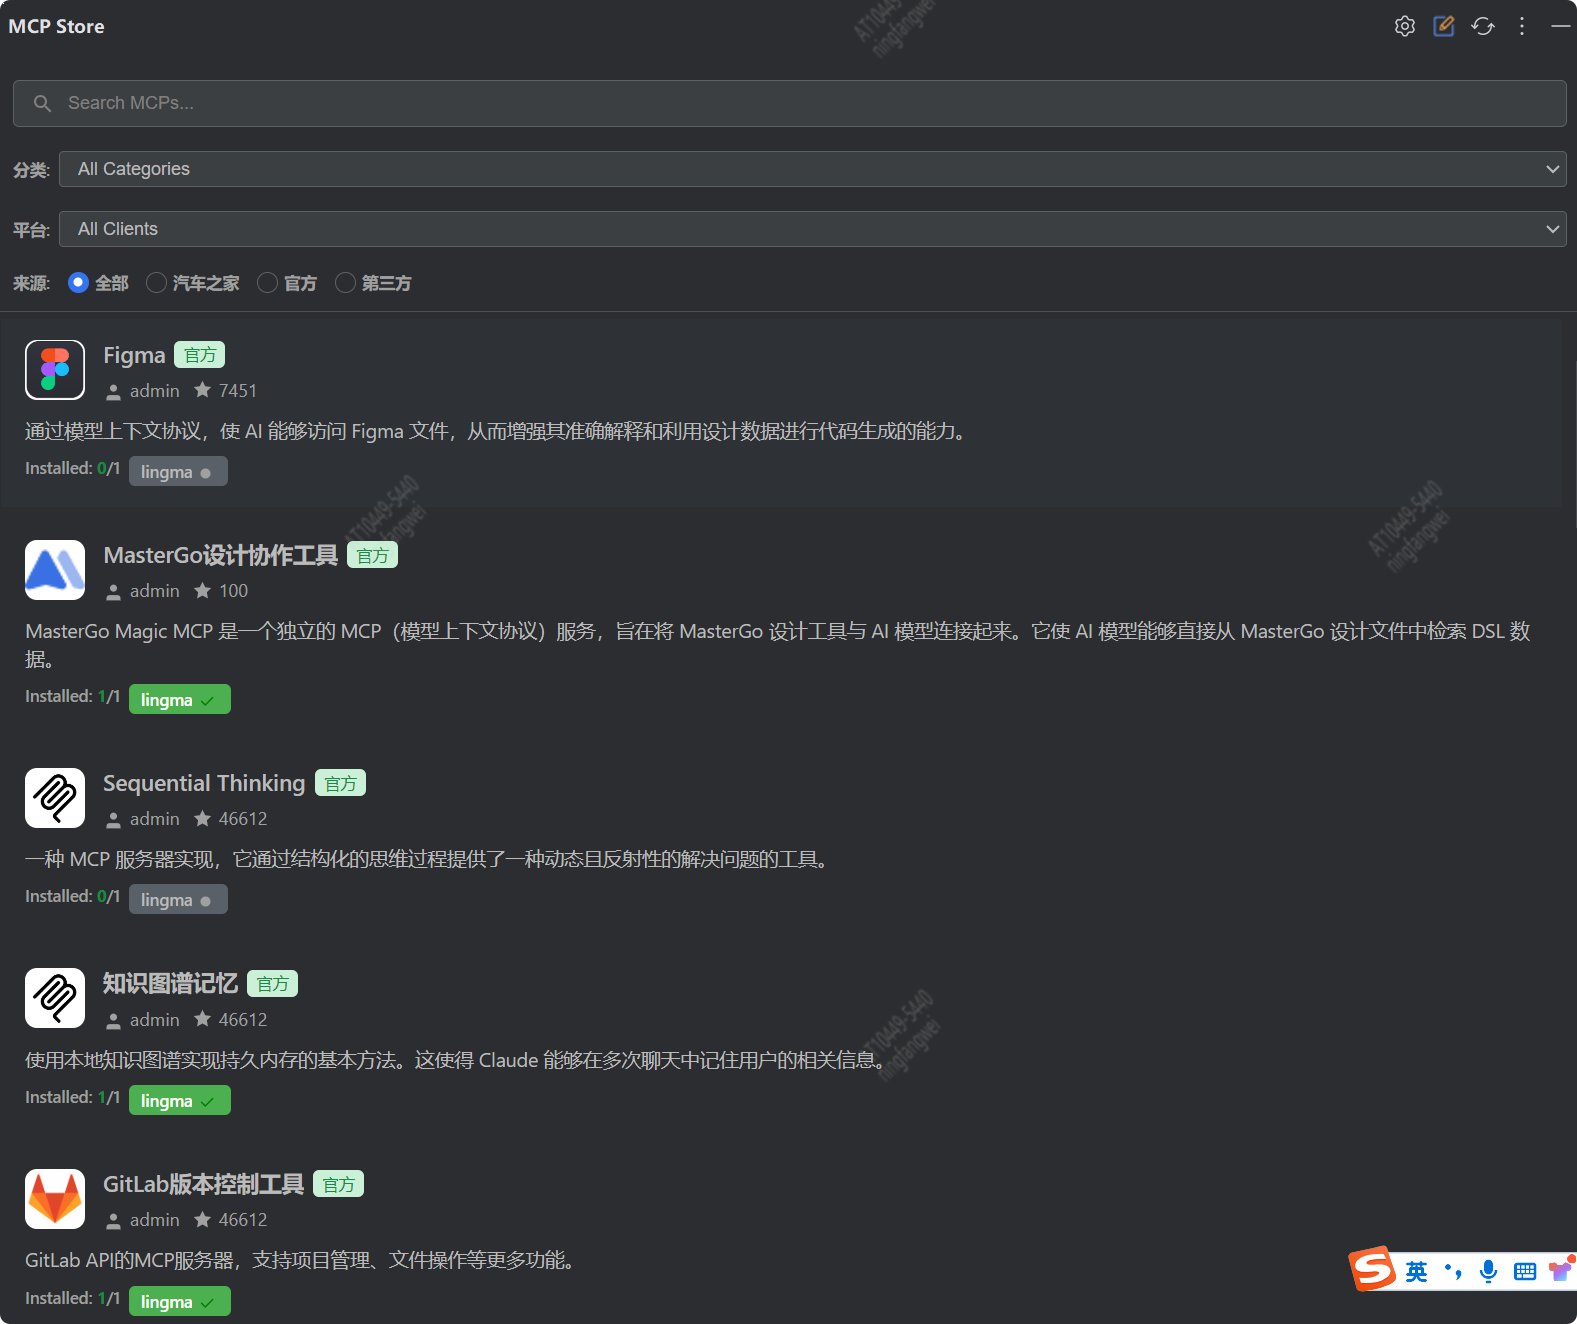 MCP Store
AT10449-5440
ningfangwei
Search MCPs...
分类: All Categories
平台: All Clients
来源: 全部 汽车之家 官方 第三方
Figma 官方
admin 7451
通过模型上下文协议，使 AI 能够访问 Figma 文件，从而增强其准确解释和利用设计数据进行代码生成的能力。
Installed: 0/1 lingma
AT10449-5440
ningfangwei
AT10449-5440
ningfangwei
MasterGo设计协作工具 官方
admin 100
MasterGo Magic MCP 是一个独立的 MCP（模型上下文协议）服务，旨在将 MasterGo 设计工具与 AI 模型连接起来。它使 AI 模型能够直接从 MasterGo 设计文件中检索 DSL 数
据。
Installed: 1/1 lingma
Sequential Thinking 官方
admin 46612
一种 MCP 服务器实现，它通过结构化的思维过程提供了一种动态且反射性的解决问题的工具。
Installed: 0/1 lingma
知识图谱记忆 官方
admin 46612
使用本地知识图谱实现持久内存的基本方法。这使得 Claude 能够在多次聊天中记住用户的相关信息。
AT10449-5440
ningfangwei
Installed: 1/1 lingma
GitLab版本控制工具 官方
admin 46612
GitLab API的MCP服务器，支持项目管理、文件操作等更多功能。
英
Installed: 1/1 lingma